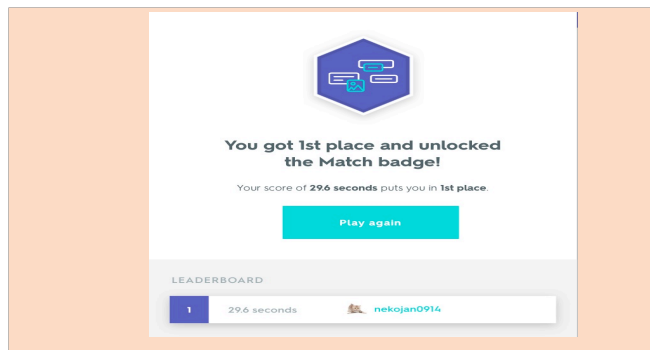 You got 1st place and unlocked
the Match badge!
Your score of 29.6 seconds puts you in 1st place.
Play again
LEADERBOARD
1 29.6 seconds nekojan0914